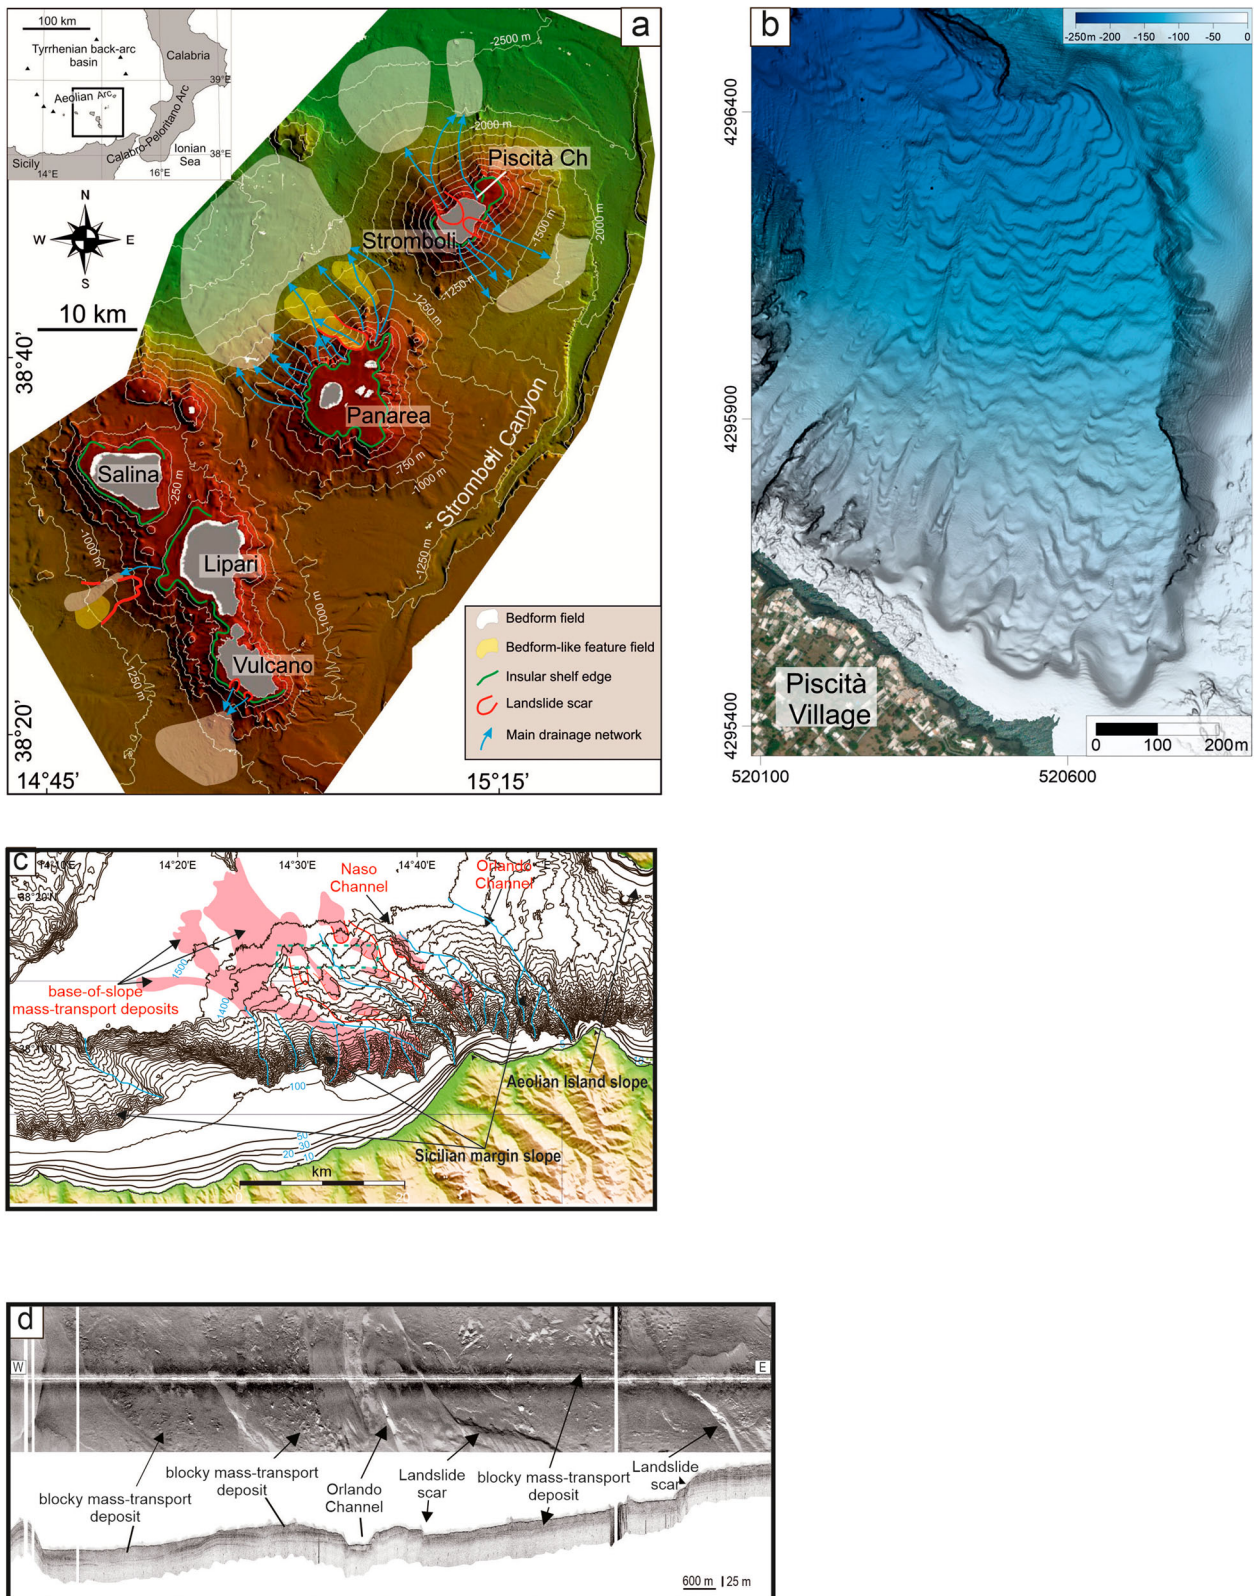 a
100 km
Tyrrhenian back-arc
basin
Calabria
39°E
Aeolian Arc
Calabro-Peloritano Arc
Ionian
Sea
38°E
Sicily
14°E
16°E
N
W
E
S
10 km
-2500 m
-2000 m
Piscità Ch
Stromboli
-1500 m
-2000 m
-1250 m
-1250 m
38°40'
Panarea
-750 m
-1000 m
Stromboli Canyon
-1250 m
Salina
-250 m
-1000 m
Lipari
-1000 m
Vulcano
-1250 m
38°20'
14°45'
15°15'
Bedform field
Bedform-like feature field
Insular shelf edge
Landslide scar
Main drainage network
b
-250m -200 -150 -100 -50 0
4296400
4295900
4295400
Piscità
Village
0 100 200m
520100
520600
c
14°10'E
14°20'E
14°30'E
14°40'E
Naso
Channel
Orlando
Channel
38°20'N
1500
base-of-slope
mass-transport deposits
1400
38°10'N
100
Aeolian Island slope
50
30
20
10
Sicilian margin slope
km
d
W
E
blocky mass-transport
deposit
blocky mass-transport
deposit
Orlando
Channel
Landslide
scar
blocky mass-transport
deposit
Landslide
scar
600 m 25 m